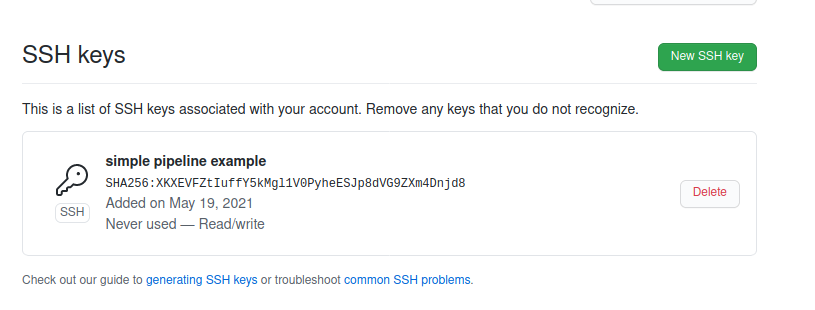 SSH keys
New SSH key
This is a list of SSH keys associated with your account. Remove any keys that you do not recognize.
simple pipeline example
SHA256:XKXEVFZtIuffY5kMgl1V0PyheESJp8dVG9ZXm4Dnjd8
Added on May 19, 2021
Never used — Read/write
SSH
Delete
Check out our guide to generating SSH keys or troubleshoot common SSH problems.